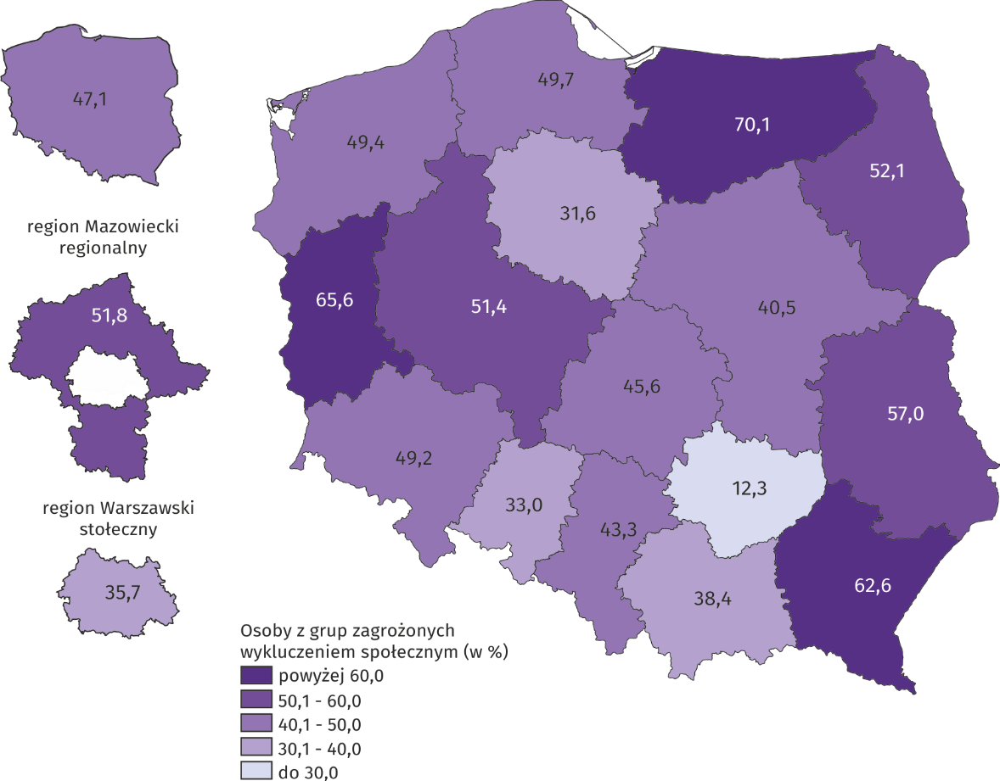 47,1
region Mazowiecki
regionalny
51,8
region Warszawski
stołeczny
35,7
49,7
49,4
70,1
52,1
31,6
65,6
51,4
40,5
45,6
57,0
49,2
12,3
33,0
43,3
62,6
38,4
Osoby z grup zagrożonych
wykluczeniem społecznym (w %)
powyżej 60,0
50,1 - 60,0
40,1 - 50,0
30,1 - 40,0
do 30,0